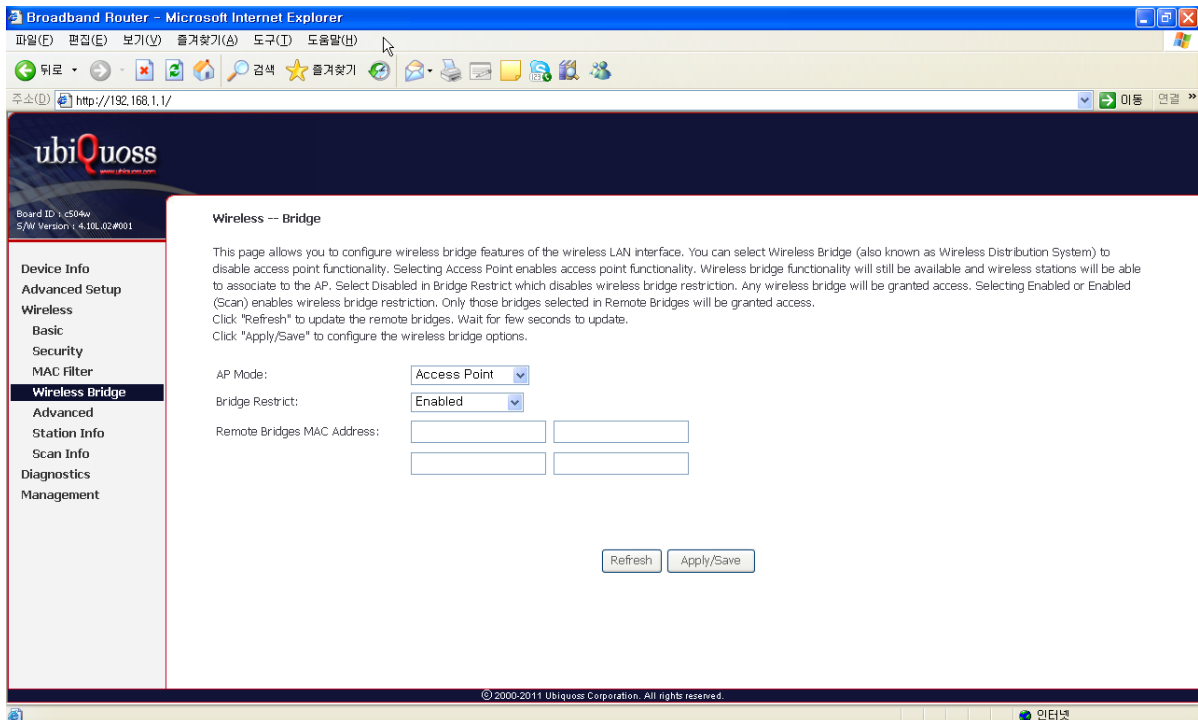 Broadband Router - Microsoft Internet Explorer
파일(F) 편집(E) 보기(V) 즐겨찾기(A) 도구(T) 도움말(H)
뒤로 검색 즐겨찾기
주소(D) http://192.168.1.1/ 이동 연결 »
ubiQuoss
www.ubiquoss.com
Board ID : c504w
S/W Version : 4.10L.02#001
Device Info
Advanced Setup
Wireless
Basic
Security
MAC Filter
Wireless Bridge
Advanced
Station Info
Scan Info
Diagnostics
Management
Wireless -- Bridge
This page allows you to configure wireless bridge features of the wireless LAN interface. You can select Wireless Bridge (also known as Wireless Distribution System) to
disable access point functionality. Selecting Access Point enables access point functionality. Wireless bridge functionality will still be available and wireless stations will be able
to associate to the AP. Select Disabled in Bridge Restrict which disables wireless bridge restriction. Any wireless bridge will be granted access. Selecting Enabled or Enabled
(Scan) enables wireless bridge restriction. Only those bridges selected in Remote Bridges will be granted access.
Click "Refresh" to update the remote bridges. Wait for few seconds to update.
Click "Apply/Save" to configure the wireless bridge options.
AP Mode: Access Point
Bridge Restrict: Enabled
Remote Bridges MAC Address:
Refresh Apply/Save
© 2000-2011 Ubiquoss Corporation. All rights reserved.
인터넷